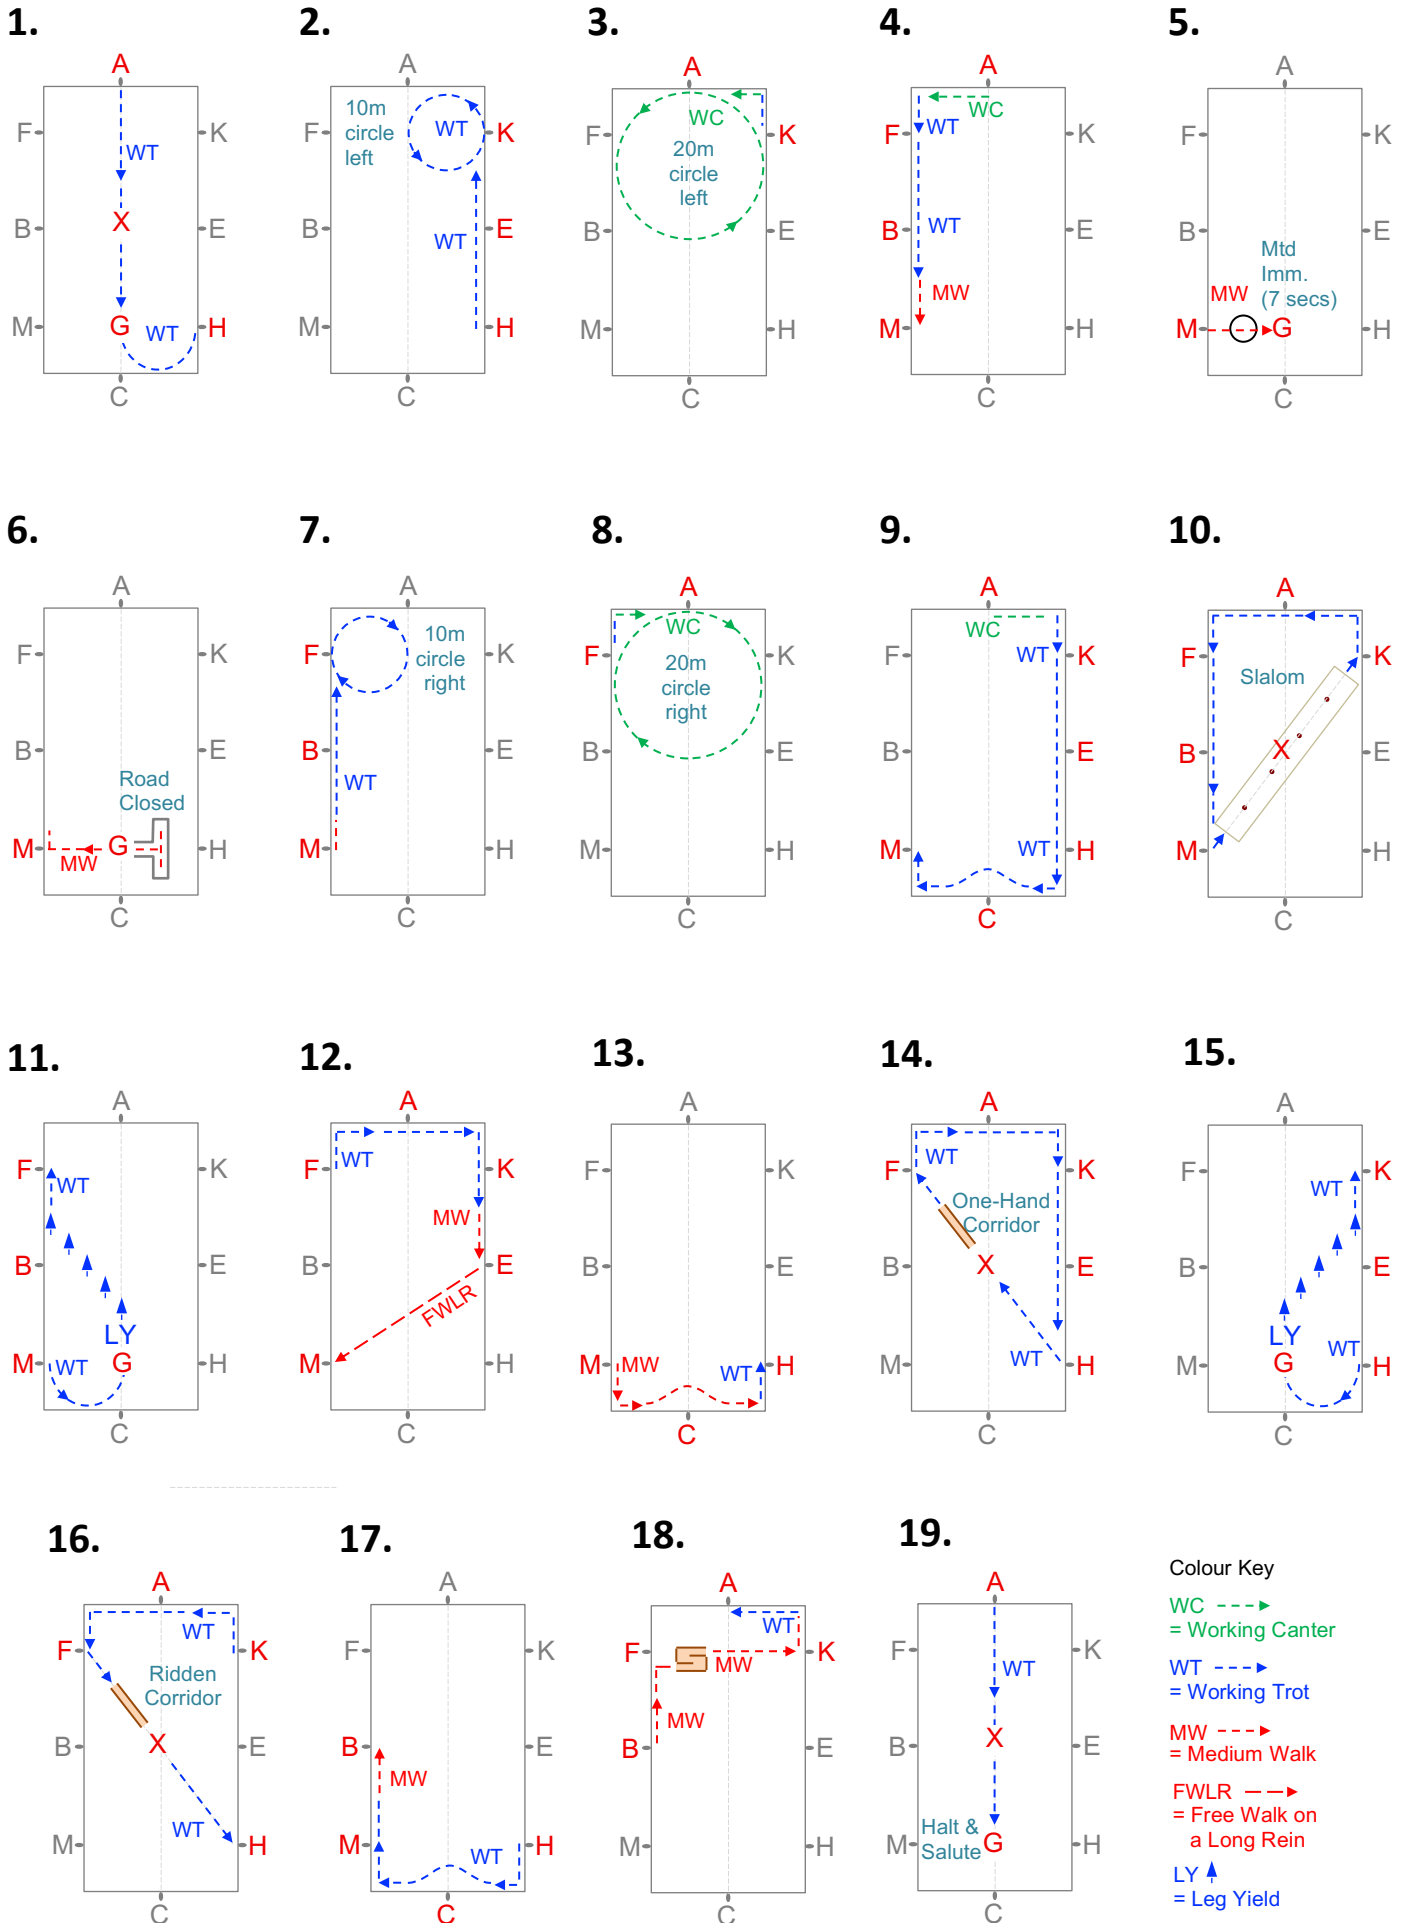 1.
A
F
K
WT
X
B
E
M
G
WT
H
C
2.
A
10m
circle
left
F
WT
K
B
WT
E
M
H
C
3.
A
WC
F
K
20m
circle
left
B
E
M
H
C
4.
A
WC
F
WT
K
B
WT
E
MW
M
H
C
5.
A
F
K
B
E
Mtd
Imm.
(7 secs)
MW
M
G
H
C
6.
A
F
K
B
E
Road
Closed
M
G
H
MW
C
7.
A
10m
circle
right
F
K
B
E
WT
M
H
C
8.
A
WC
F
K
20m
circle
right
B
E
M
H
C
9.
A
WC
F
WT
K
B
E
M
WT
H
C
10.
A
F
K
Slalom
B
X
E
M
H
C
11.
A
F
K
WT
B
E
LY
M
WT
G
H
C
12.
A
F
WT
K
MW
B
E
FWLR
M
H
C
13.
A
F
K
B
E
M
MW
WT
H
C
14.
A
WT
F
K
One-Hand
Corridor
B
X
E
M
WT
H
C
15.
A
F
K
WT
B
E
LY
WT
M
G
H
C
16.
A
WT
F
K
Ridden
Corridor
B
X
E
WT
M
H
C
17.
A
F
K
B
E
MW
M
H
WT
C
18.
A
WT
F
K
MW
MW
B
E
M
H
C
19.
A
F
K
WT
B
X
E
Halt &
Salute
M
G
H
C
Colour Key
WC
= Working Canter
WT
= Working Trot
MW
= Medium Walk
FWLR
= Free Walk on
a Long Rein
LY
= Leg Yield